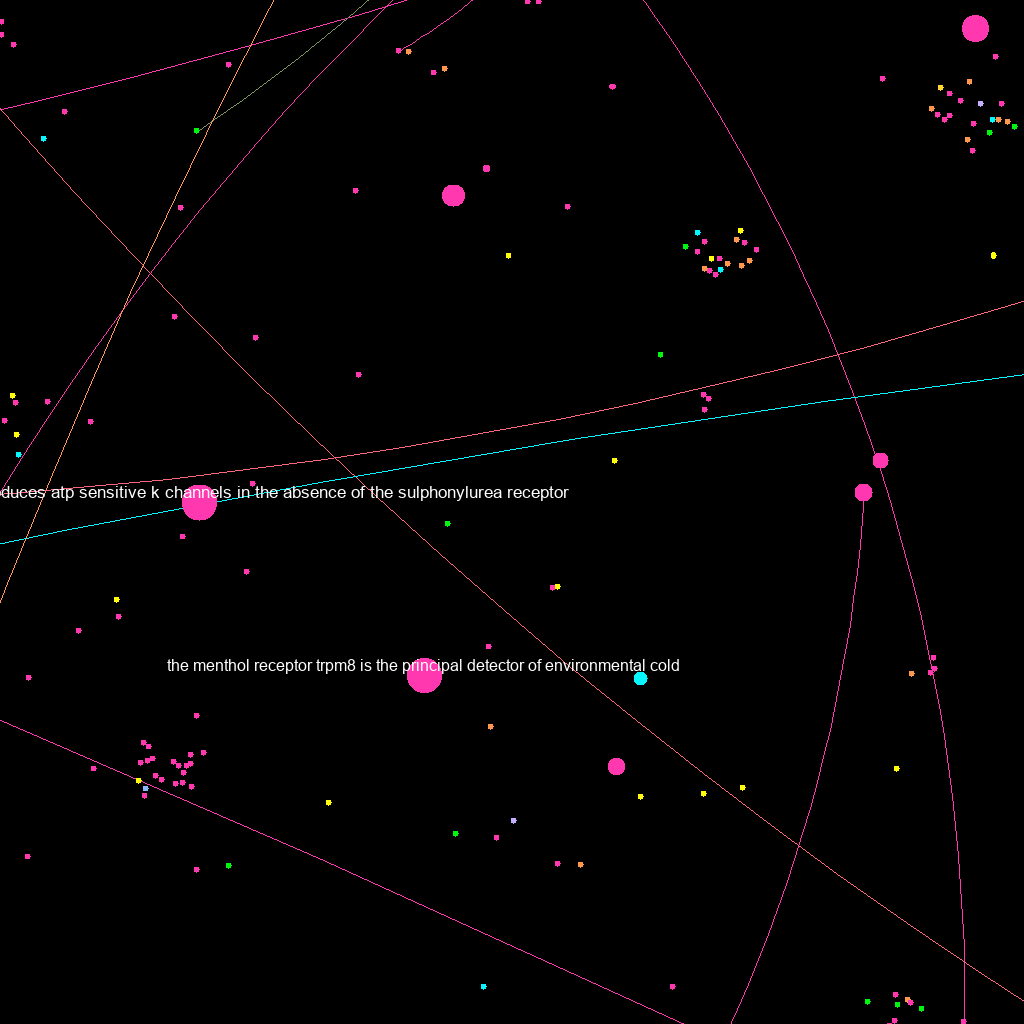 duces atp sensitive k channels in the absence of the sulphonylurea receptor
the menthol receptor trpm8 is the principal detector of environmental cold